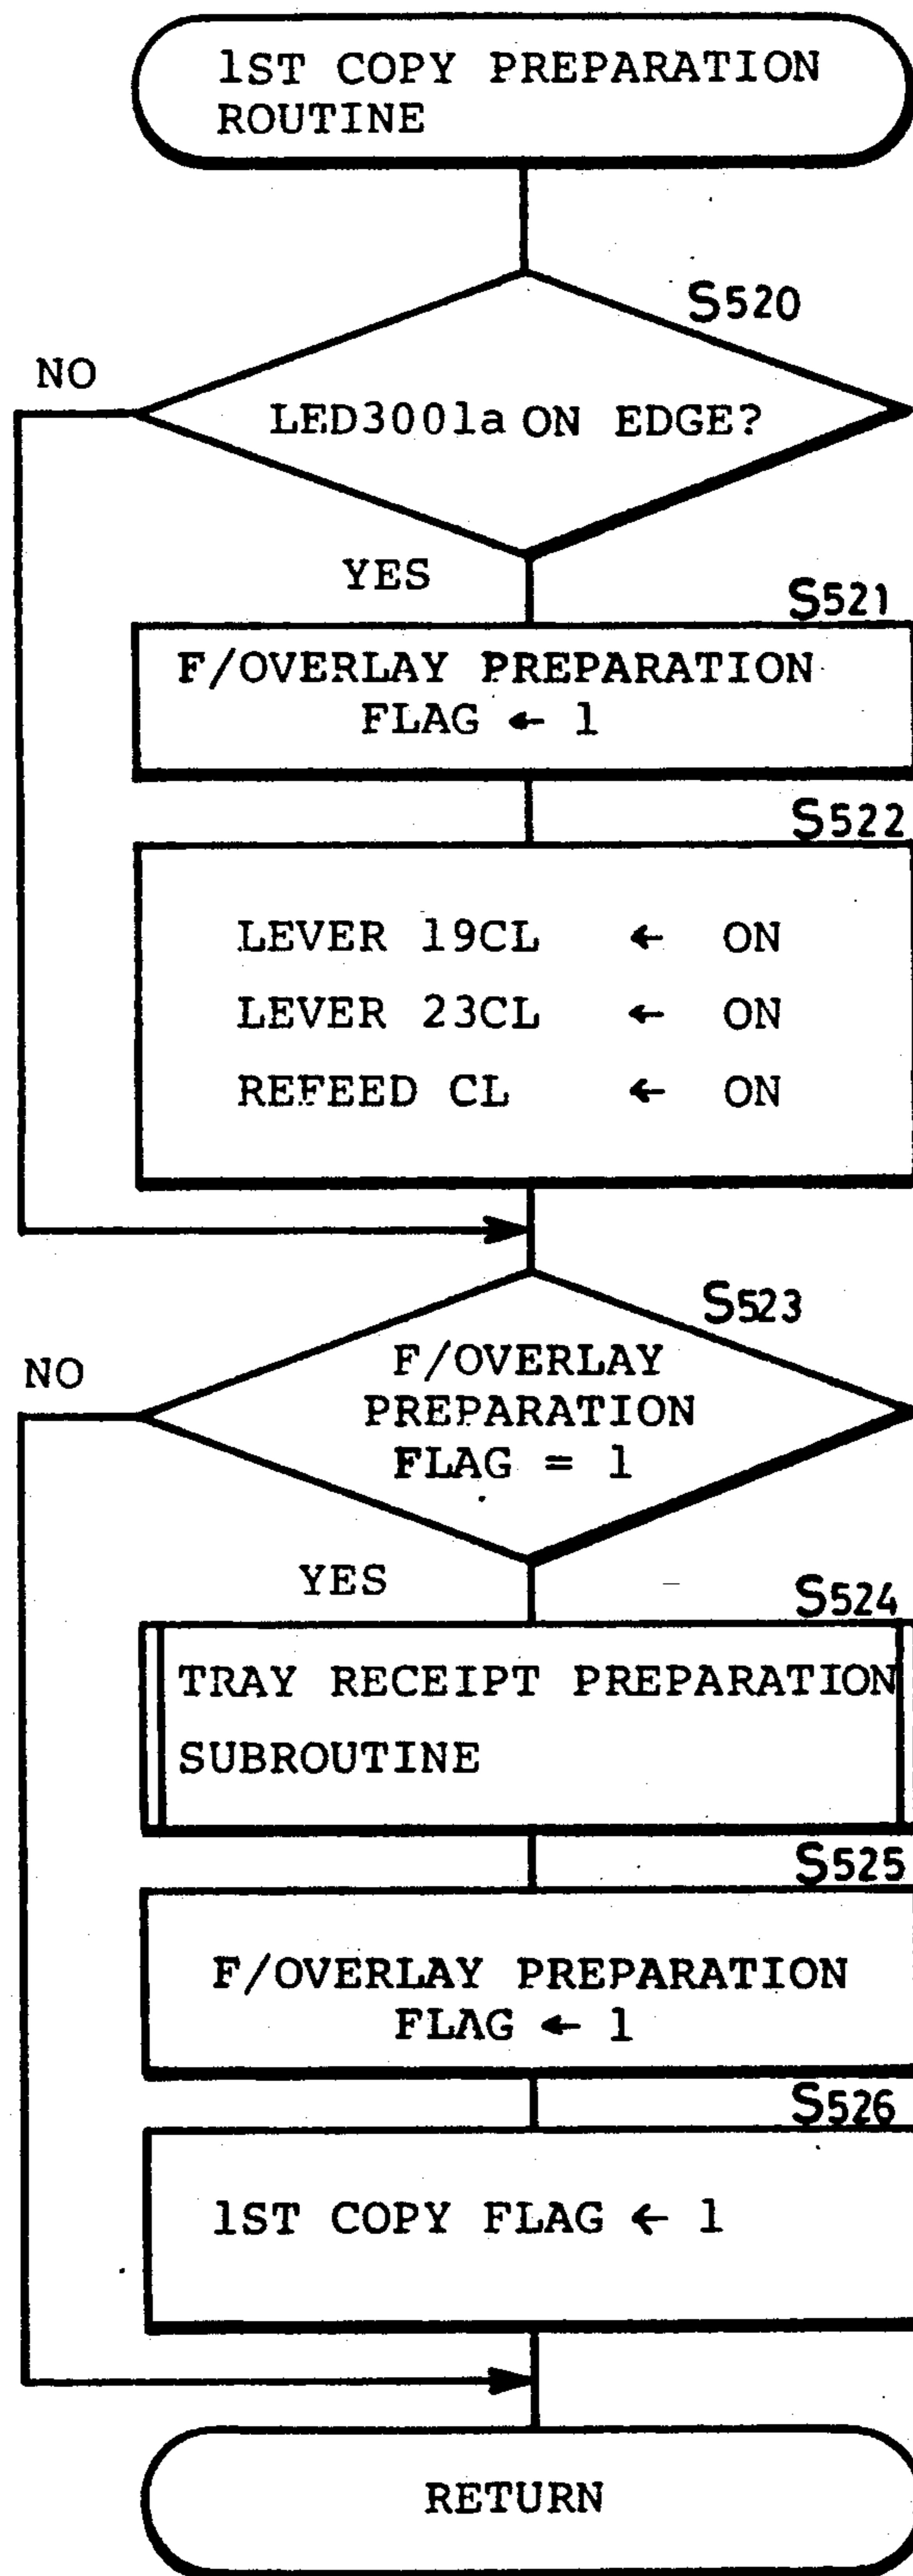 1ST COPY PREPARATION
ROUTINE
S520
NO
LED3001a ON EDGE?
YES
S521
F/OVERLAY PREPARATION
FLAG ← 1
S522
LEVER 19CL ← ON
LEVER 23CL ← ON
REFEED CL ← ON
S523
NO
F/OVERLAY
PREPARATION
FLAG = 1
YES
S524
TRAY RECEIPT PREPARATION
SUBROUTINE
S525
F/OVERLAY PREPARATION
FLAG ← 1
S526
1ST COPY FLAG ← 1
RETURN